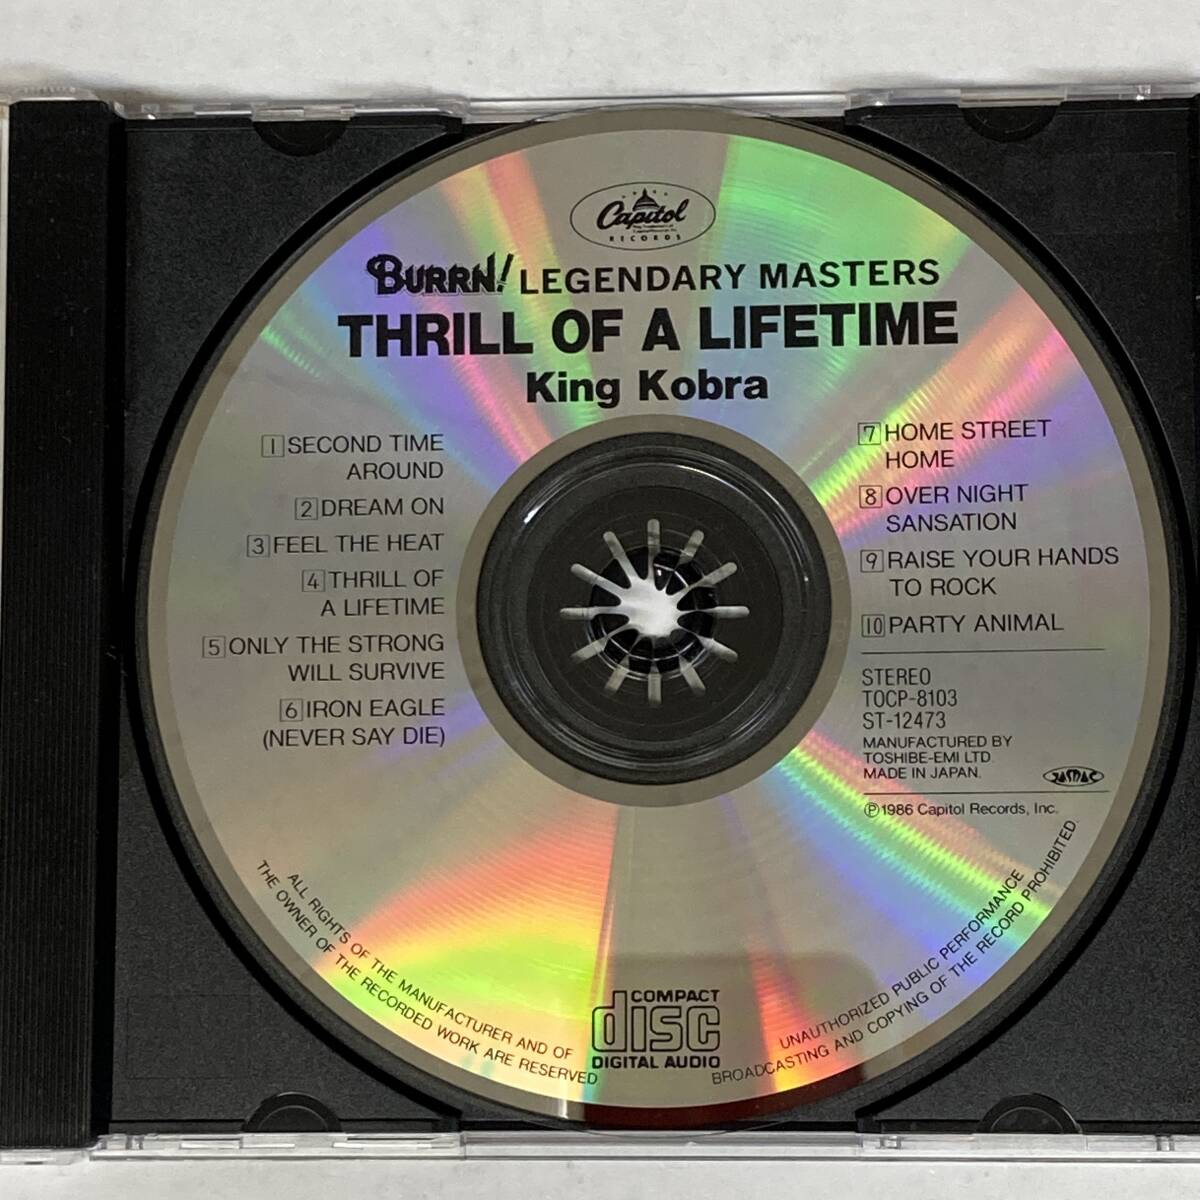 Capitol
RECORDS
BURRN! LEGENDARY MASTERS
THRILL OF A LIFETIME
King Kobra
1 SECOND TIME
AROUND
2 DREAM ON
3 FEEL THE HEAT
4 THRILL OF
A LIFETIME
5 ONLY THE STRONG
WILL SURVIVE
6 IRON EAGLE
(NEVER SAY DIE)
7 HOME STREET
HOME
8 OVER NIGHT
SANSATION
9 RAISE YOUR HANDS
TO ROCK
10 PARTY ANIMAL
STEREO
TOCP-8103
ST-12473
MANUFACTURED BY
TOSHIBE-EMI LTD.
MADE IN JAPAN.
JASRAC
Ⓟ1986 Capitol Records, Inc.
ALL RIGHTS OF THE MANUFACTURER AND OF
THE OWNER OF THE RECORDED WORK ARE RESERVED
COMPACT
disc
DIGITAL AUDIO
UNAUTHORIZED PUBLIC PERFORMANCE
BROADCASTING AND COPYING OF THE RECORD PROHIBITED.